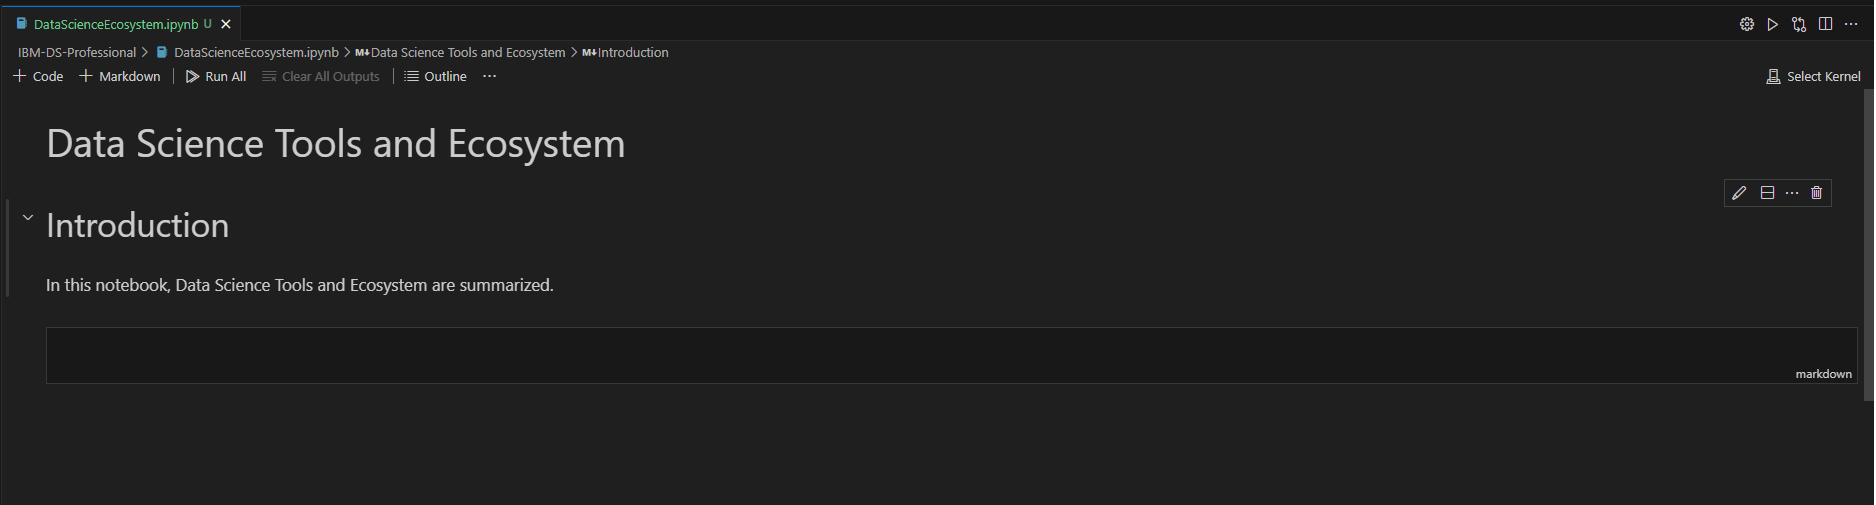 DataScienceEcosystem.ipynb U
IBM-DS-Professional > DataScienceEcosystem.ipynb > M↓Data Science Tools and Ecosystem > M↓Introduction
+ Code + Markdown | Run All Clear All Outputs | Outline ··· Select Kernel
Data Science Tools and Ecosystem
Introduction
In this notebook, Data Science Tools and Ecosystem are summarized.
markdown